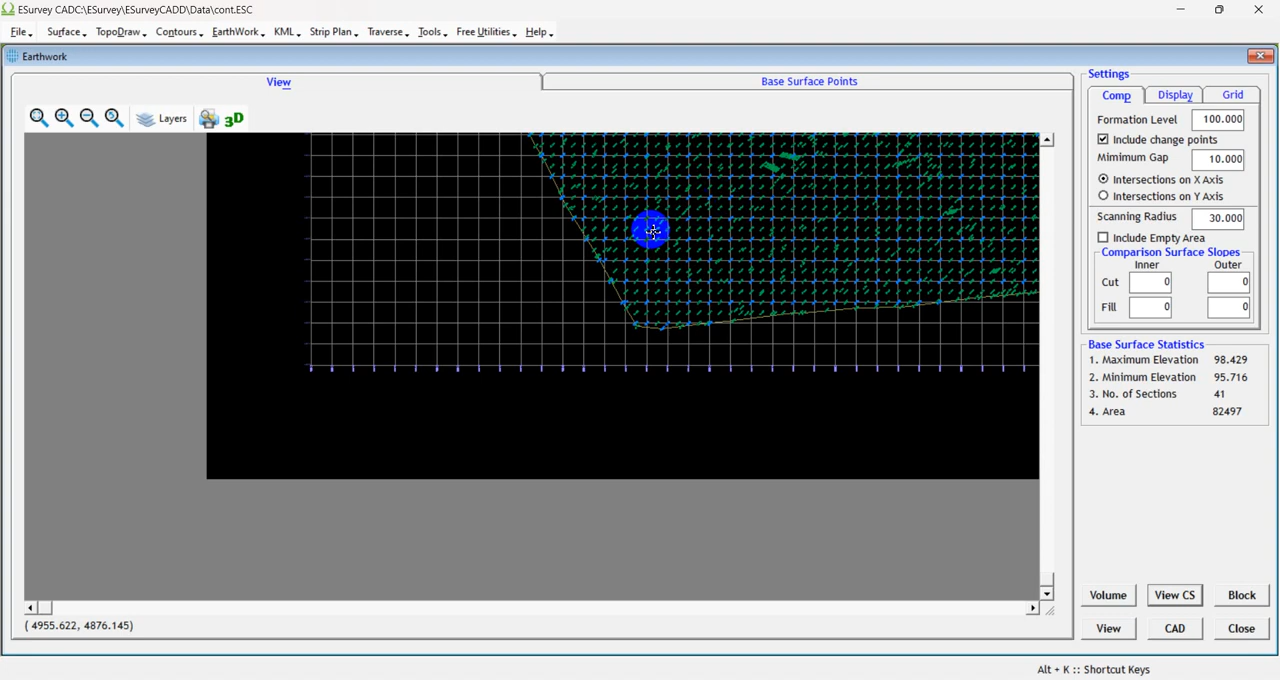 ESurvey CADC:\ESurvey\ESurveyCADD\Data\cont.ESC
File Surface TopoDraw Contours EarthWork KML Strip Plan Traverse Tools Free Utilities Help
Earthwork
View Base Surface Points
Layers 3D
Settings
Comp Display Grid
Formation Level 100.000
Include change points
Mimimum Gap 10.000
Intersections on X Axis
Intersections on Y Axis
Scanning Radius 30.000
Include Empty Area
Comparison Surface Slopes
Inner Outer
Cut 0 0
Fill 0 0
Base Surface Statistics
1. Maximum Elevation 98.429
2. Minimum Elevation 95.716
3. No. of Sections 41
4. Area 82497
Volume View CS Block
View CAD Close
( 4955.622, 4876.145)
Alt + K :: Shortcut Keys